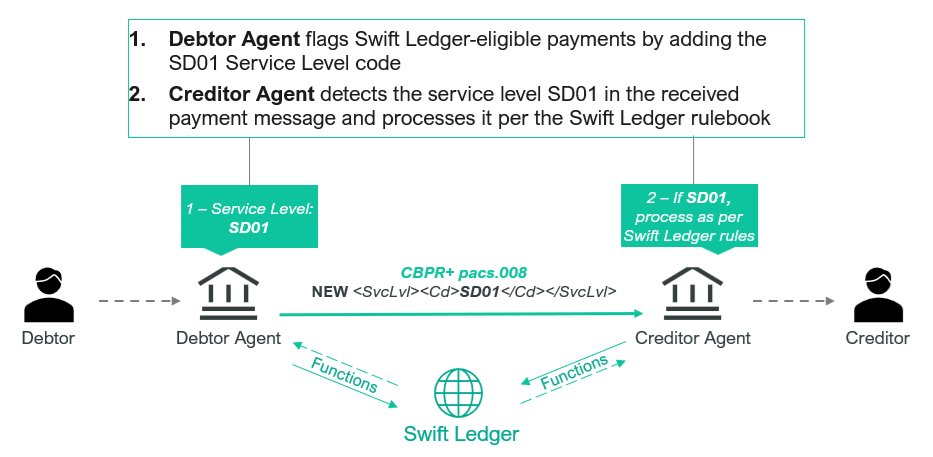 1. Debtor Agent flags Swift Ledger-eligible payments by adding the
SD01 Service Level code
2. Creditor Agent detects the service level SD01 in the received
payment message and processes it per the Swift Ledger rulebook
1 – Service Level:
SD01
2 – If SD01,
process as per
Swift Ledger rules
CBPR+ pacs.008
NEW <SvcLvl><Cd>SD01</Cd></SvcLvl>
Debtor
Debtor Agent
Creditor Agent
Creditor
Functions
Functions
Swift Ledger